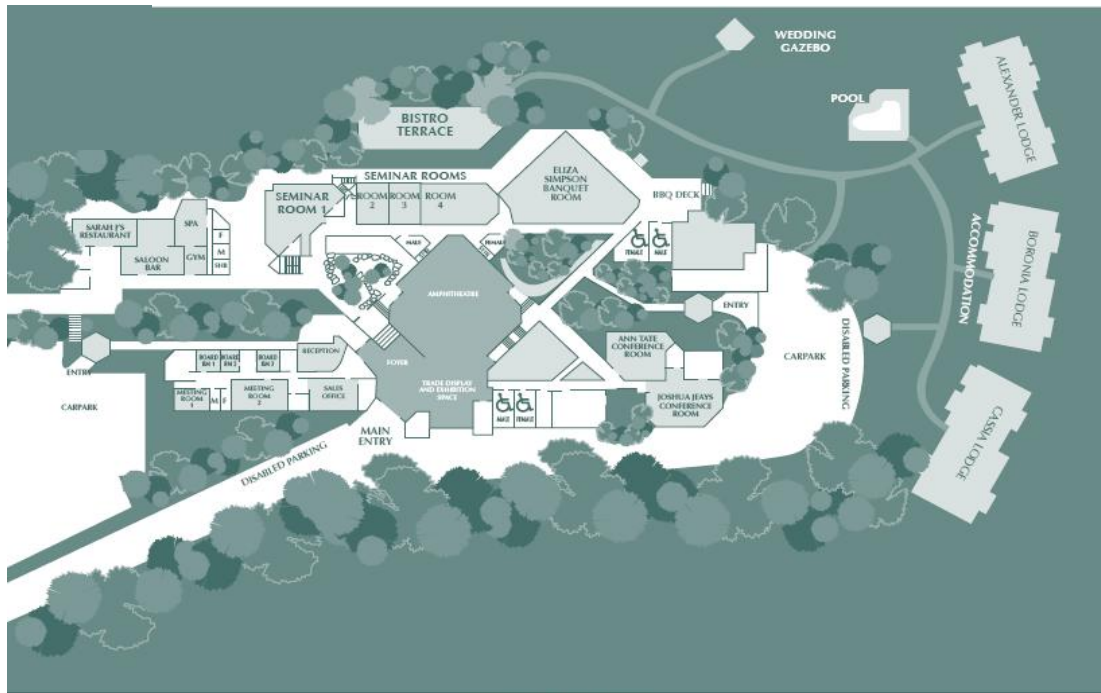 WEDDING
GAZEBO
POOL
ALEXANDER LODGE
BISTRO
TERRACE
SEMINAR ROOMS
ELIZA
SIMPSON
BANQUET
ROOM
BBQ DECK
SEMINAR
ROOM 1
ROOM
2
ROOM
3
ROOM
4
SARAH J'S
RESTAURANT
SPA
SALOON
BAR
GYM
F
M
MALE
FEMALE
FEMALE
MALE
ACCOMMODATION
BORONIA LODGE
AMPHITHEATRE
ENTRY
RECEPTION
BOARD
RM 1
BOARD
RM 2
BOARD
RM 3
ENTRY
FOYER
ANN TATE
CONFERENCE
ROOM
CARPARK
DISABLED PARKING
CARPARK
MEETING
ROOM
1
M
F
MEETING
ROOM
2
SALES
OFFICE
TRADE DISPLAY
AND EXHIBITION
SPACE
MALE
FEMALE
JOSHUA JEAYS
CONFERENCE
ROOM
MAIN
ENTRY
DISABLED PARKING
CASSIA LODGE